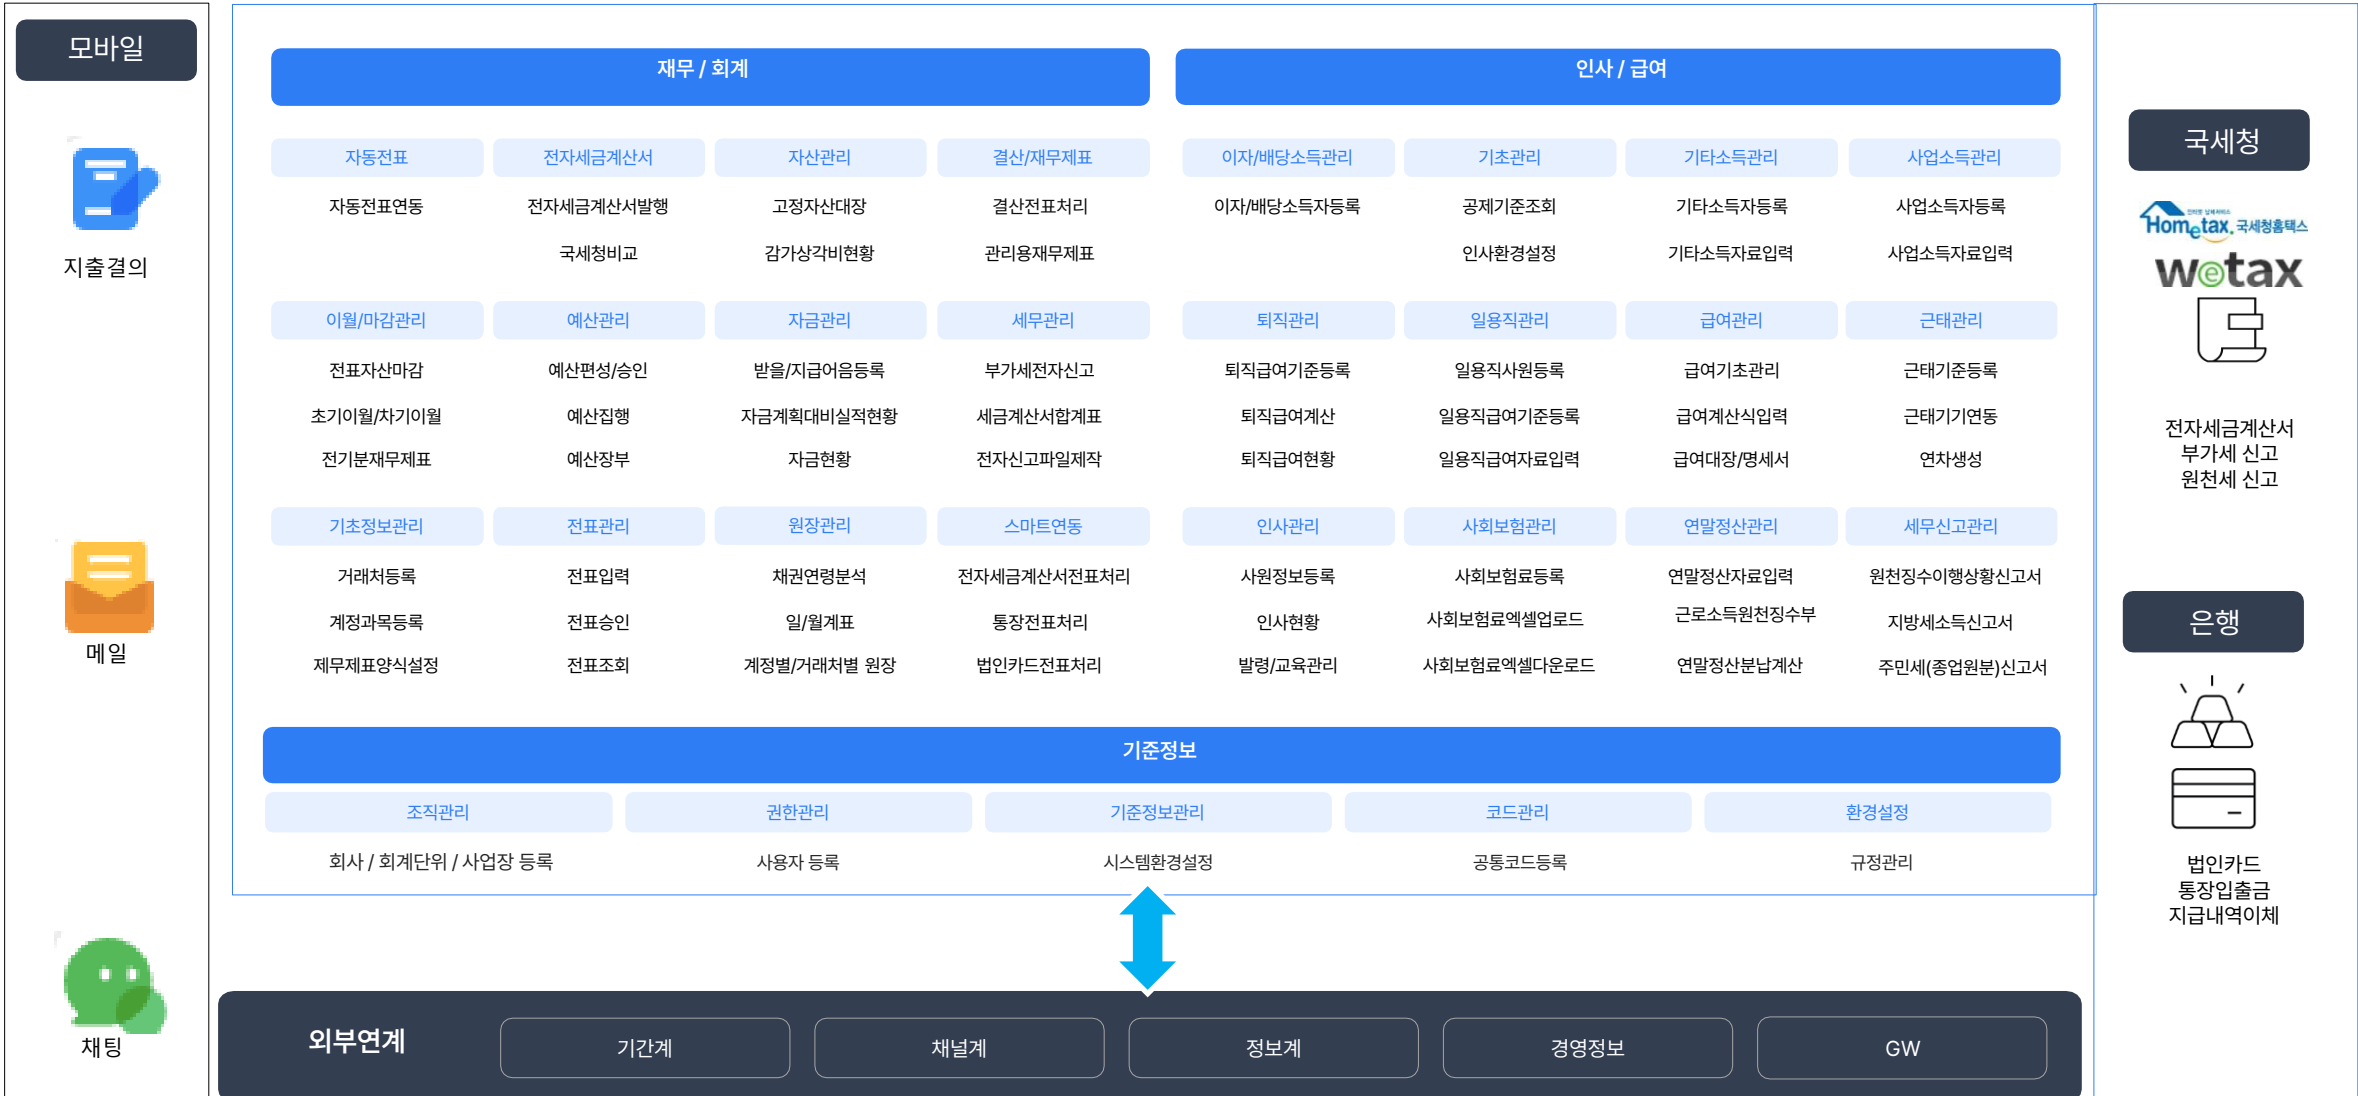 모바일
지출결의
메일
채팅
재무 / 회계
자동전표
전자세금계산서
자산관리
결산/재무제표
자동전표연동
전자세금계산서발행
고정자산대장
결산전표처리
국세청비교
감가상각비현황
관리용재무제표
이월/마감관리
예산관리
자금관리
세무관리
전표자산마감
예산편성/승인
받을/지급어음등록
부가세전자신고
초기이월/차기이월
예산집행
자금계획대비실적현황
세금계산서합계표
전기분재무제표
예산장부
자금현황
전자신고파일제작
기초정보관리
전표관리
원장관리
스마트연동
거래처등록
전표입력
채권연령분석
전자세금계산서전표처리
계정과목등록
전표승인
일/월계표
통장전표처리
제무제표양식설정
전표조회
계정별/거래처별 원장
법인카드전표처리
인사 / 급여
이자/배당소득관리
기초관리
기타소득관리
사업소득관리
이자/배당소득자등록
공제기준조회
기타소득자등록
사업소득자등록
인사환경설정
기타소득자료입력
사업소득자료입력
퇴직관리
일용직관리
급여관리
근태관리
퇴직급여기준등록
일용직사원등록
급여기초관리
근태기준등록
퇴직급여계산
일용직급여기준등록
급여계산식입력
근태기기연동
퇴직급여현황
일용직급여자료입력
급여대장/명세서
연차생성
인사관리
사회보험관리
연말정산관리
세무신고관리
사원정보등록
사회보험료등록
연말정산자료입력
원천징수이행상황신고서
인사현황
사회보험료엑셀업로드
근로소득원천징수부
지방세소득신고서
발령/교육관리
사회보험료엑셀다운로드
연말정산분납계산
주민세(종업원분)신고서
기준정보
조직관리
권한관리
기준정보관리
코드관리
환경설정
회사 / 회계단위 / 사업장 등록
사용자 등록
시스템환경설정
공통코드등록
규정관리
외부연계
기간계
채널계
정보계
경영정보
GW
국세청
Hometax. 국세청홈택스
wetax
전자세금계산서
부가세 신고
원천세 신고
은행
법인카드
통장입출금
지급내역이체